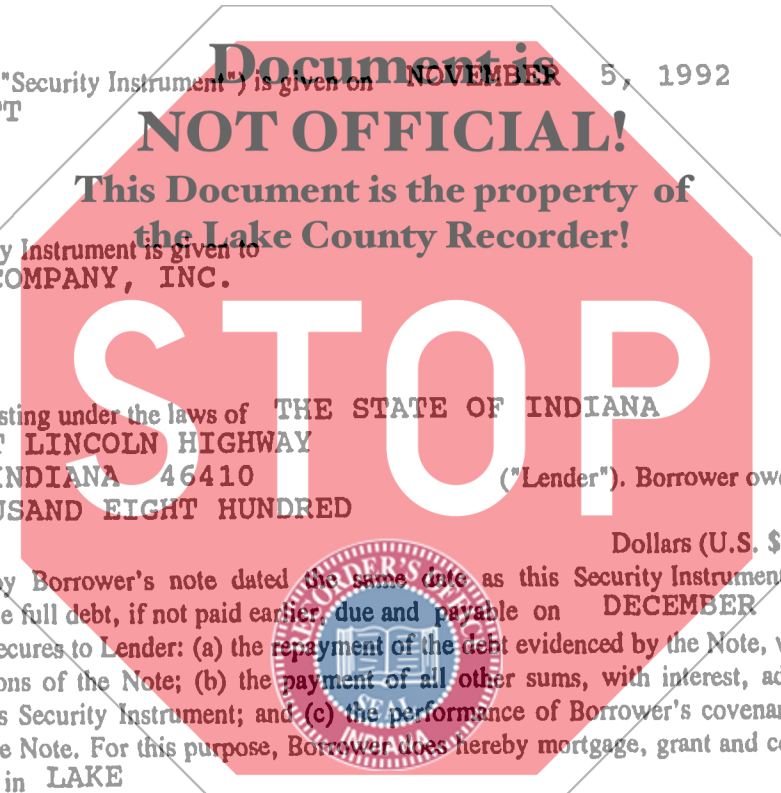 Document is
"Security Instrument") is given on NOVEMBER 5, 1992
NOT OFFICIAL!
This Document is the property of
the Lake County Recorder!
y Instrument is given to
COMPANY, INC.
STOP
sting under the laws of THE STATE OF INDIANA
T LINCOLN HIGHWAY
INDIANA 46410 ("Lender"). Borrower owe
USAND EIGHT HUNDRED
Dollars (U.S. $
by Borrower's note dated the same date as this Security Instrument
e full debt, if not paid earlier, due and payable on DECEMBER
ecures to Lender: (a) the repayment of the debt evidenced by the Note, w
ons of the Note; (b) the payment of all other sums, with interest, ad
s Security Instrument; and (c) the performance of Borrower's covenan
e Note. For this purpose, Borrower does hereby mortgage, grant and co
in LAKE
RECORDER'S OFFICE
SEAL
INDIANA